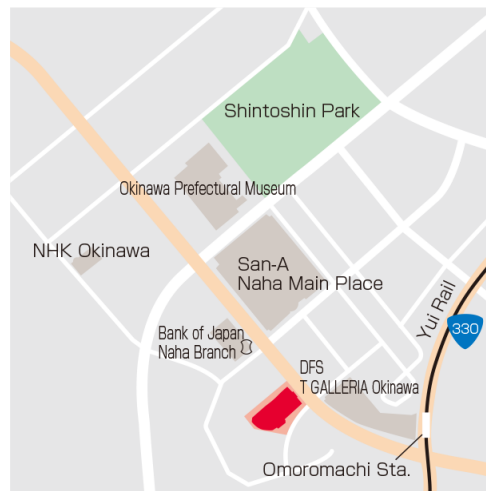 Shintoshin Park
Okinawa Prefectural Museum
NHK Okinawa
San-A
Naha Main Place
Yui Rail
330
Bank of Japan
Naha Branch
DFS
T GALLERIA Okinawa
Omoromachi Sta.